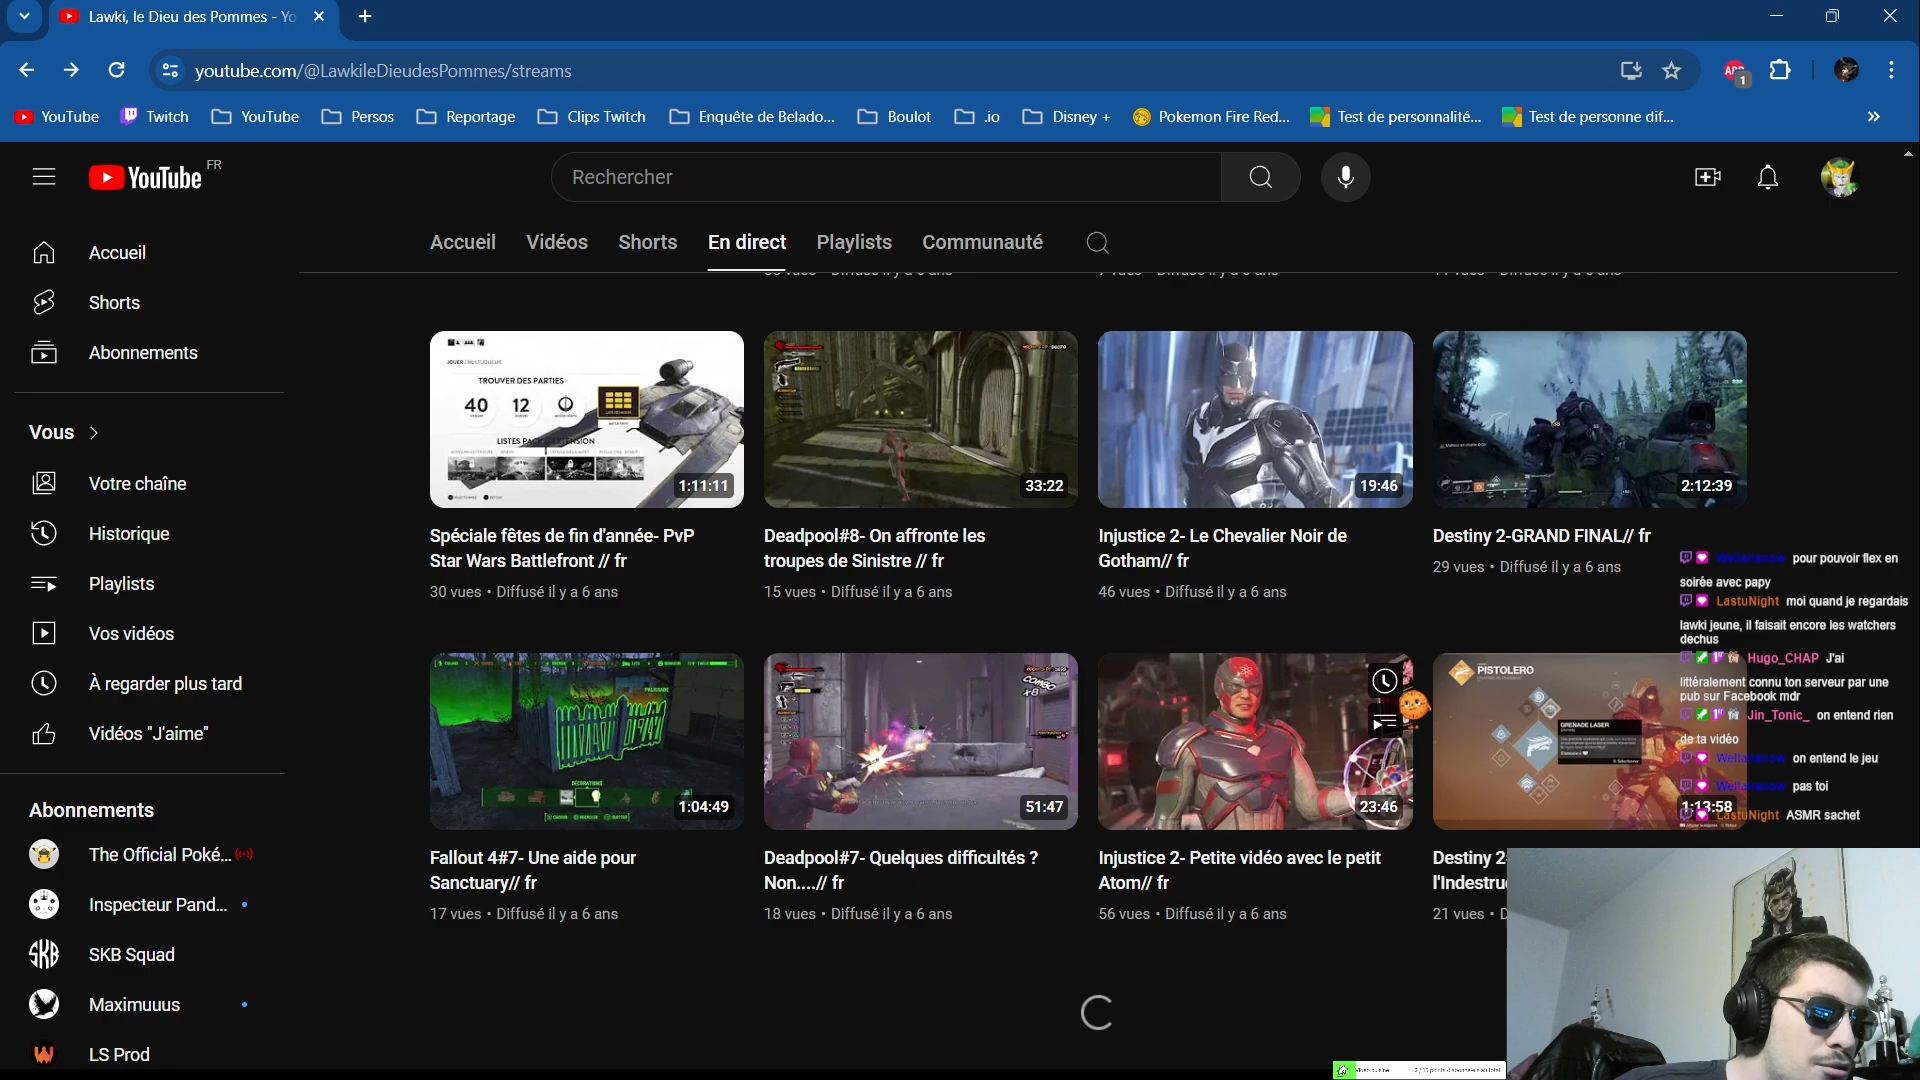 Lawki, le Dieu des Pommes - Yo
youtube.com/@LawkileDieudesPommes/streams
ABP
1
YouTube
Twitch
YouTube
Persos
Reportage
Clips Twitch
Enquête de Belado...
Boulot
.io
Disney +
Pokemon Fire Red...
Test de personnalité...
Test de personne dif...
YouTube FR
Rechercher
Accueil
Vidéos
Shorts
En direct
Playlists
Communauté
Accueil
Shorts
Abonnements
Vous
Votre chaîne
Historique
Playlists
Vos vidéos
À regarder plus tard
Vidéos "J'aime"
Abonnements
The Official Poké...
Inspecteur Pand...
SKB Squad
Maximuuus
LS Prod
TROUVER DES PARTIES
40
12
1:11:11
Spéciale fêtes de fin d'année- PvP
Star Wars Battlefront // fr
30 vues • Diffusé il y a 6 ans
33:22
Deadpool#8- On affronte les
troupes de Sinistre // fr
15 vues • Diffusé il y a 6 ans
19:46
Injustice 2- Le Chevalier Noir de
Gotham// fr
46 vues • Diffusé il y a 6 ans
2:12:39
Destiny 2-GRAND FINAL// fr
29 vues • Diffusé il y a 6 ans
1:04:49
Fallout 4#7- Une aide pour
Sanctuary// fr
17 vues • Diffusé il y a 6 ans
COMBO
x8
51:47
Deadpool#7- Quelques difficultés ?
Non....// fr
18 vues • Diffusé il y a 6 ans
23:46
Injustice 2- Petite vidéo avec le petit
Atom// fr
56 vues • Diffusé il y a 6 ans
PISTOLERO
GRENADE LASER
1:13:58
Destiny 2
l'Indestru
21 vues • D
pour pouvoir flex en
soirée avec papy
LastuNight moi quand je regardais
lawki jeune, il faisait encore les watchers
dechus
Hugo_CHAP J'ai
littéralement connu ton serveur par une
pub sur Facebook mdr
Jin_Tonic_ on entend rien
de ta vidéo
on entend le jeu
pas toi
LastuNight ASMR sachet